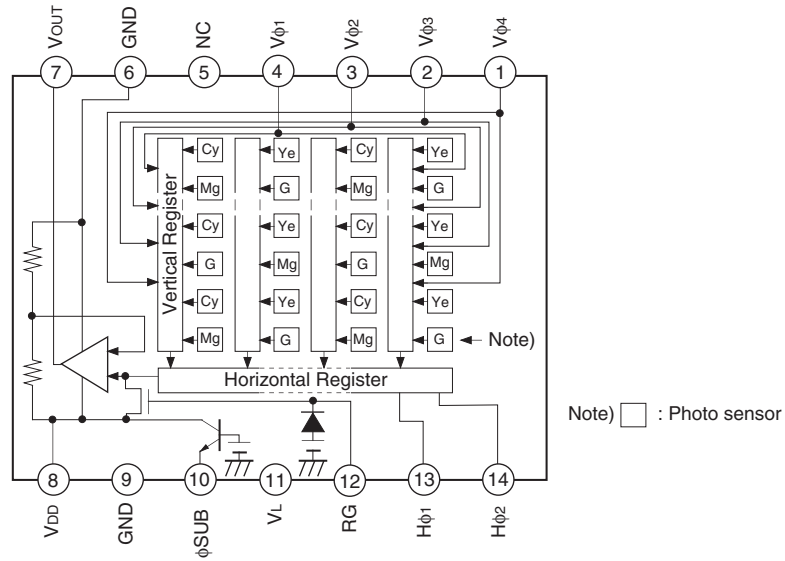 VOUT GND NC Vϕ1 Vϕ2 Vϕ3 Vϕ4
7 6 5 4 3 2 1
Vertical Register
Cy Ye Cy Ye
Mg G Mg G
Cy Ye Cy Ye
G Mg G Mg
Cy Ye Cy Ye
Mg G Mg G
Note)
Horizontal Register
Note) : Photo sensor
8 9 10 11 12 13 14
VDD GND ϕSUB VL RG Hϕ1 Hϕ2